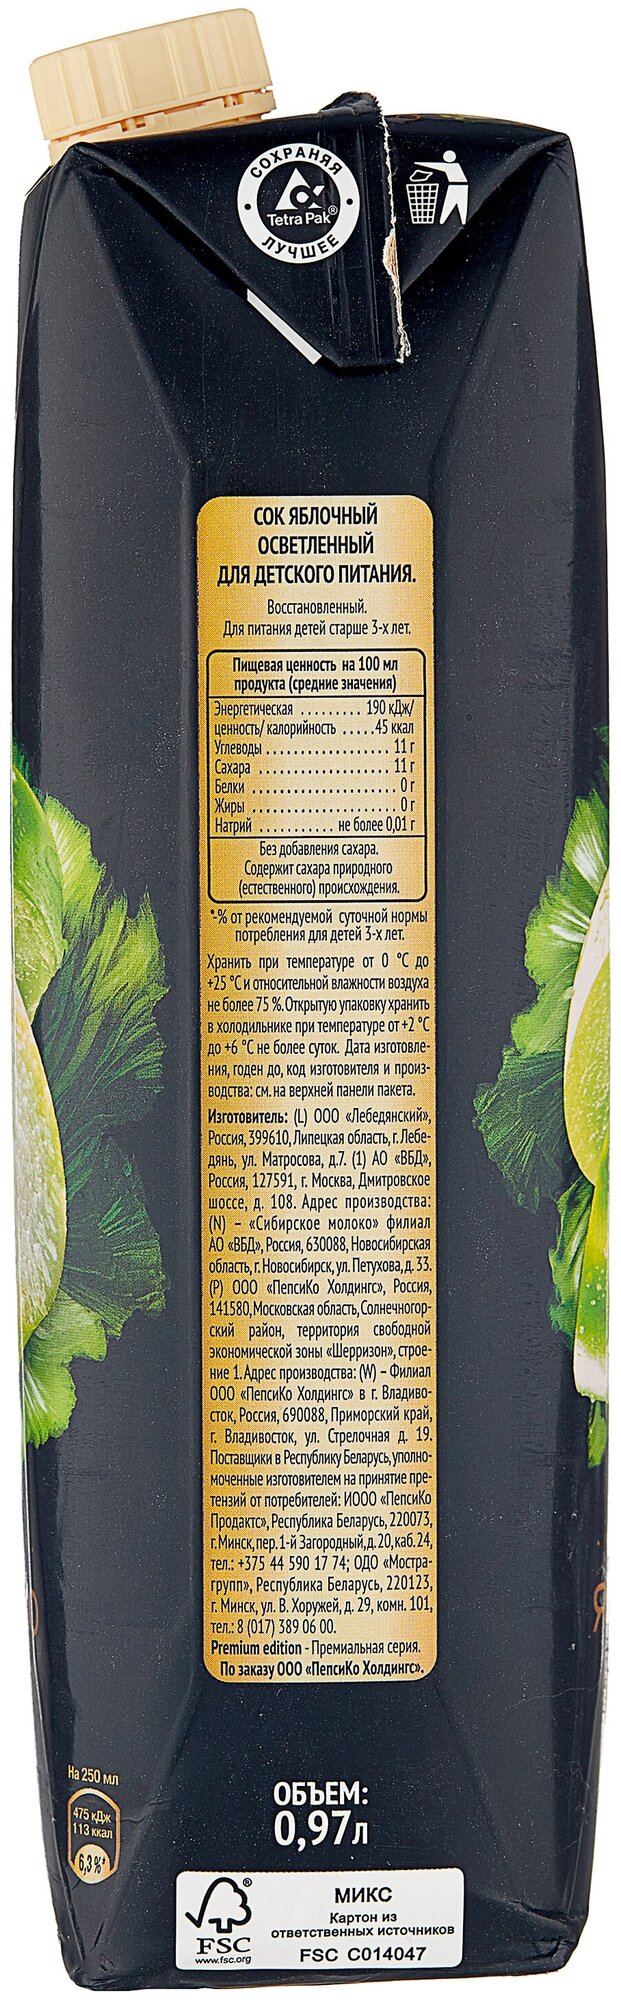 СОХРАНЯЯ
Tetra Pak®
ЛУЧШЕЕ
СОК ЯБЛОЧНЫЙ
ОСВЕТЛЕННЫЙ
ДЛЯ ДЕТСКОГО ПИТАНИЯ.
Восстановленный.
Для питания детей старше 3-х лет.
Пищевая ценность на 100 мл
продукта (средние значения)
Энергетическая ......... 190 кДж/
ценность/ калорийность .....45 ккал
Углеводы .................. 11 г
Сахара .................... 11 г
Белки ...................... 0 г
Жиры ...................... 0 г
Натрий ........... не более 0,01 г
Без добавления сахара.
Содержит сахара природного
(естественного) происхождения.
*-% от рекомендуемой суточной нормы
потребления для детей 3-х лет.
Хранить при температуре от 0 °C до
+25 °C и относительной влажности воздуха
не более 75 %. Открытую упаковку хранить
в холодильнике при температуре от +2 °C
до +6 °C не более суток. Дата изготовле-
ния, годен до, код изготовителя и произ-
водства: см. на верхней панели пакета.
Изготовитель: (L) ООО «Лебедянский»,
Россия, 399610, Липецкая область, г. Лебе-
дянь, ул. Матросова, д.7. (1) АО «ВБД»,
Россия, 127591, г. Москва, Дмитровское
шоссе, д. 108. Адрес производства:
(N) – «Сибирское молоко» филиал
АО «ВБД», Россия, 630088, Новосибирская
область, г. Новосибирск, ул. Петухова, д. 33.
(P) ООО «ПепсиКо Холдингс», Россия,
141580, Московская область, Солнечногор-
ский район, территория свободной
экономической зоны «Шерризон», строе-
ние 1. Адрес производства: (W) – Филиал
ООО «ПепсиКо Холдингс» в г. Владиво-
сток, Россия, 690088, Приморский край,
г. Владивосток, ул. Стрелочная д. 19.
Поставщики в Республику Беларусь, уполно-
моченные изготовителем на принятие пре-
тензий от потребителей: ИООО «ПепсиКо
Продактс», Республика Беларусь, 220073,
г. Минск, пер. 1-й Загородный, д. 20, каб. 24,
тел.: +375 44 590 17 74; ОДО «Мостра-
групп», Республика Беларусь, 220123,
г. Минск, ул. В. Хоружей, д. 29, комн. 101,
тел.: 8 (017) 389 06 00.
Premium edition - Премиальная серия.
По заказу ООО «ПепсиКо Холдингс».
На 250 мл
475 кДж
113 ккал
6,3%*
ОБЪЕМ:
0,97л
FSC
www.fsc.org
МИКС
Картон из
ответственных источников
FSC C014047